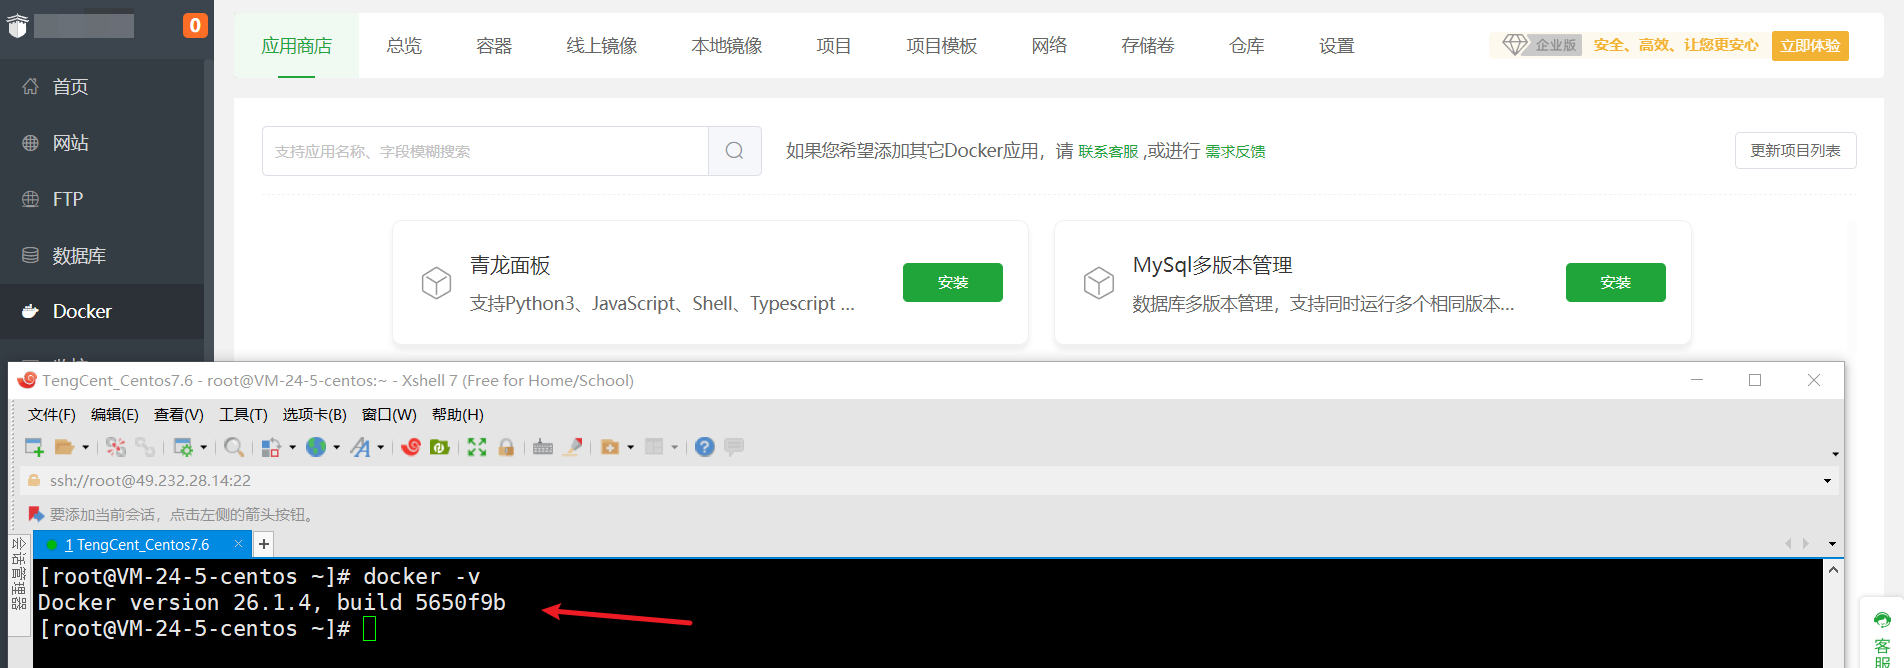 0
应用商店 总览 容器 线上镜像 本地镜像 项目 项目模板 网络 存储卷 仓库 设置 企业版 安全、高效、让您更安心 立即体验
首页
网站
FTP
数据库
Docker
支持应用名称、字段模糊搜索
如果您希望添加其它Docker应用，请 联系客服 ,或进行 需求反馈
更新项目列表
青龙面板
支持Python3、JavaScript、Shell、Typescript ...
安装
MySql多版本管理
数据库多版本管理，支持同时运行多个相同版本...
安装
TengCent_Centos7.6 - root@VM-24-5-centos:~ - Xshell 7 (Free for Home/School)
文件(F) 编辑(E) 查看(V) 工具(T) 选项卡(B) 窗口(W) 帮助(H)
ssh://root@49.232.28.14:22
要添加当前会话，点击左侧的箭头按钮。
会话管理器
1 TengCent_Centos7.6 × +
[root@VM-24-5-centos ~]# docker -v
Docker version 26.1.4, build 5650f9b
[root@VM-24-5-centos ~]#
客服